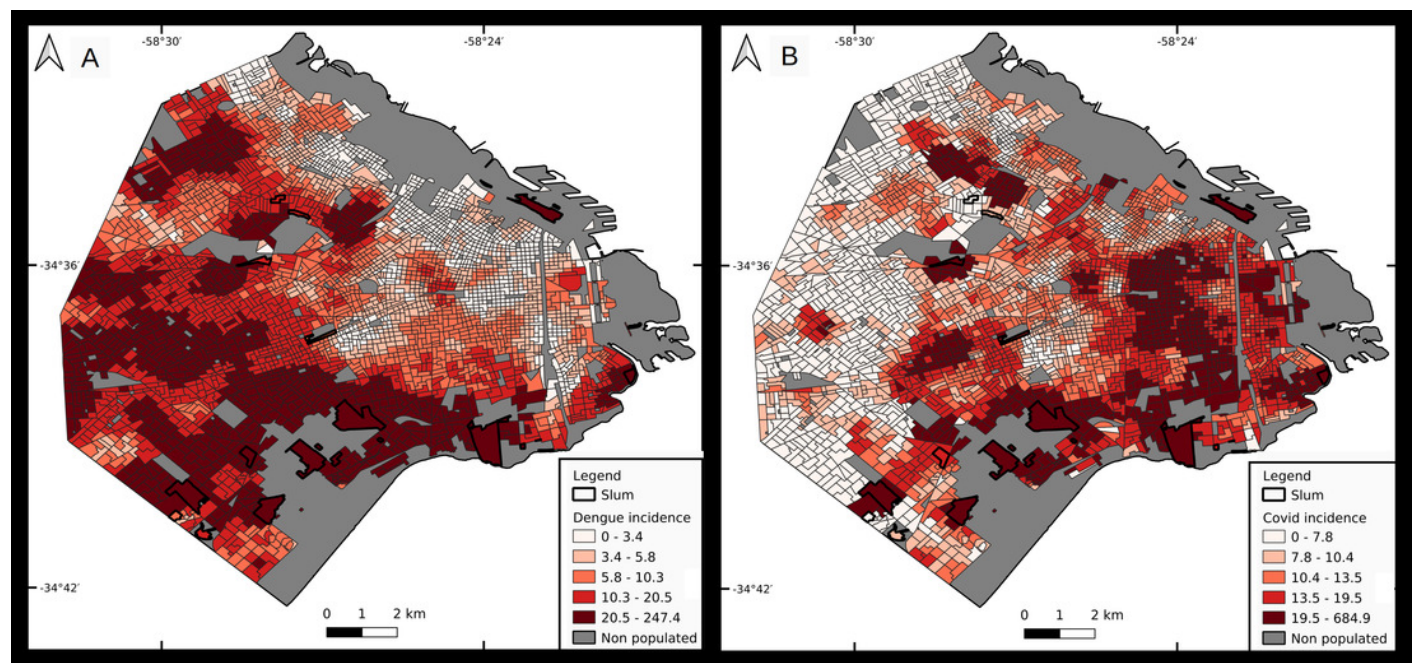 A
-58°30′
-58°24′
-34°36′
-34°42′
0 1 2 km
Legend
Slum
Dengue incidence
0 - 3.4
3.4 - 5.8
5.8 - 10.3
10.3 - 20.5
20.5 - 247.4
Non populated
B
-58°30′
-58°24′
-34°36′
-34°42′
0 1 2 km
Legend
Slum
Covid incidence
0 - 7.8
7.8 - 10.4
10.4 - 13.5
13.5 - 19.5
19.5 - 684.9
Non populated